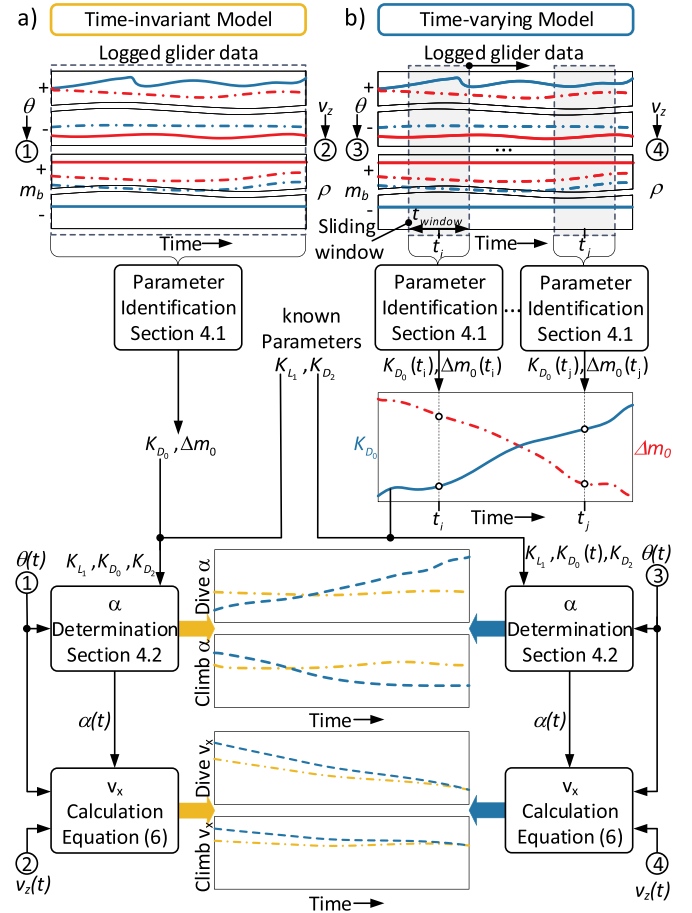 a)
Time-invariant Model
b)
Time-varying Model
Logged glider data
Logged glider data
+
θ
-
1
+
m_b
-
v_z
2
ρ
Time
+
θ
-
3
+
m_b
-
v_z
4
ρ
...
Sliding
window
t_window
t_i
Time
t_j
Parameter
Identification
Section 4.1
known
Parameters
K_L1 , K_D2
Parameter
Identification
Section 4.1
...
Parameter
Identification
Section 4.1
K_D0 (t_i),Δm_0(t_i)
K_D0 (t_j),Δm_0(t_j)
K_D0 ,Δm_0
K_D0
Δm_0
t_i
Time
t_j
θ(t)
1
K_L1 ,K_D0 ,K_D2
K_L1 ,K_D0 (t),K_D2
θ(t)
3
α
Determination
Section 4.2
Dive α
Climb α
Time
α
Determination
Section 4.2
α(t)
α(t)
v_x
Calculation
Equation (6)
Dive v_x
Climb v_x
Time
v_x
Calculation
Equation (6)
2
v_z(t)
4
v_z(t)